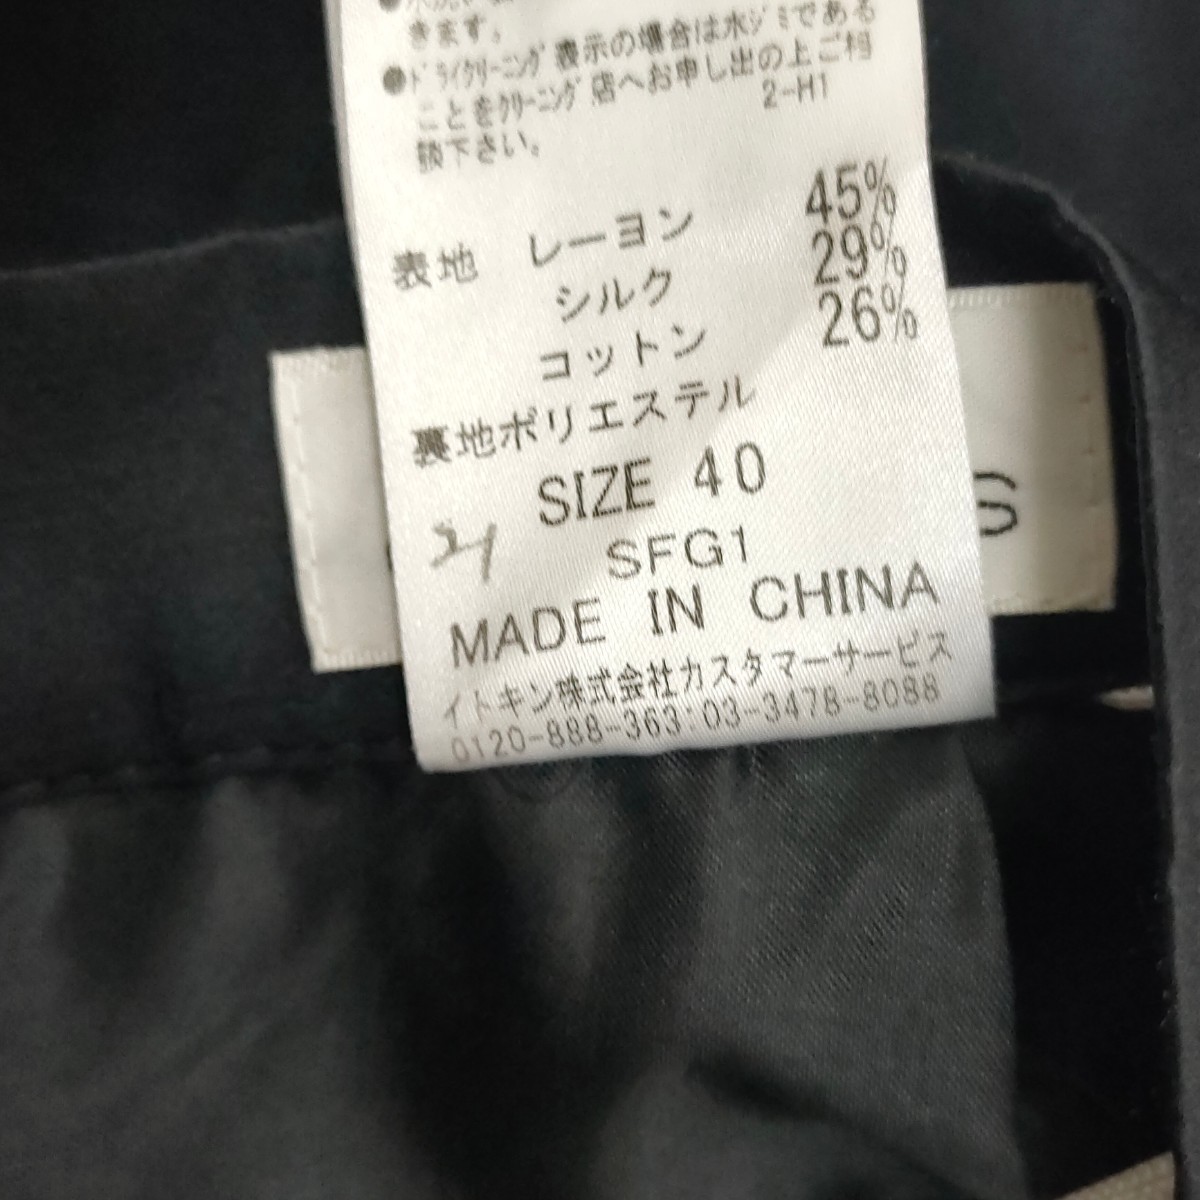 きます。
●ﾄﾞﾗｲｸﾘｰﾆﾝｸﾞ表示の場合は水ｼﾞﾐである
ことをｸﾘｰﾆﾝｸﾞ店へお申し出の上ご相
談下さい。
2-H1
表地 レーヨン 45%
シルク 29%
コットン 26%
裏地ポリエステル
SIZE 40
21
SFG1
S
MADE IN CHINA
イトキン株式会社カスタマーサービス
0120-888-363:03-3478-8088